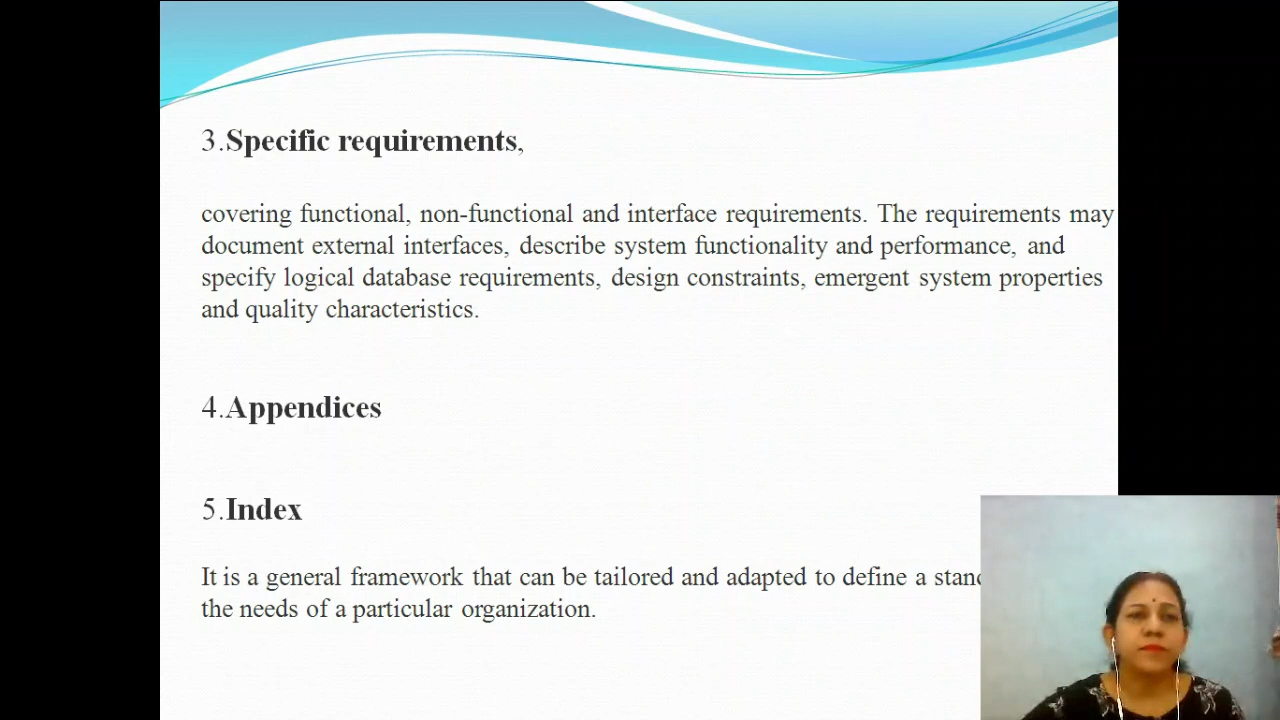 3.Specific requirements,
covering functional, non-functional and interface requirements. The requirements may
document external interfaces, describe system functionality and performance, and
specify logical database requirements, design constraints, emergent system properties
and quality characteristics.
4.Appendices
5.Index
It is a general framework that can be tailored and adapted to define a
the needs of a particular organization.